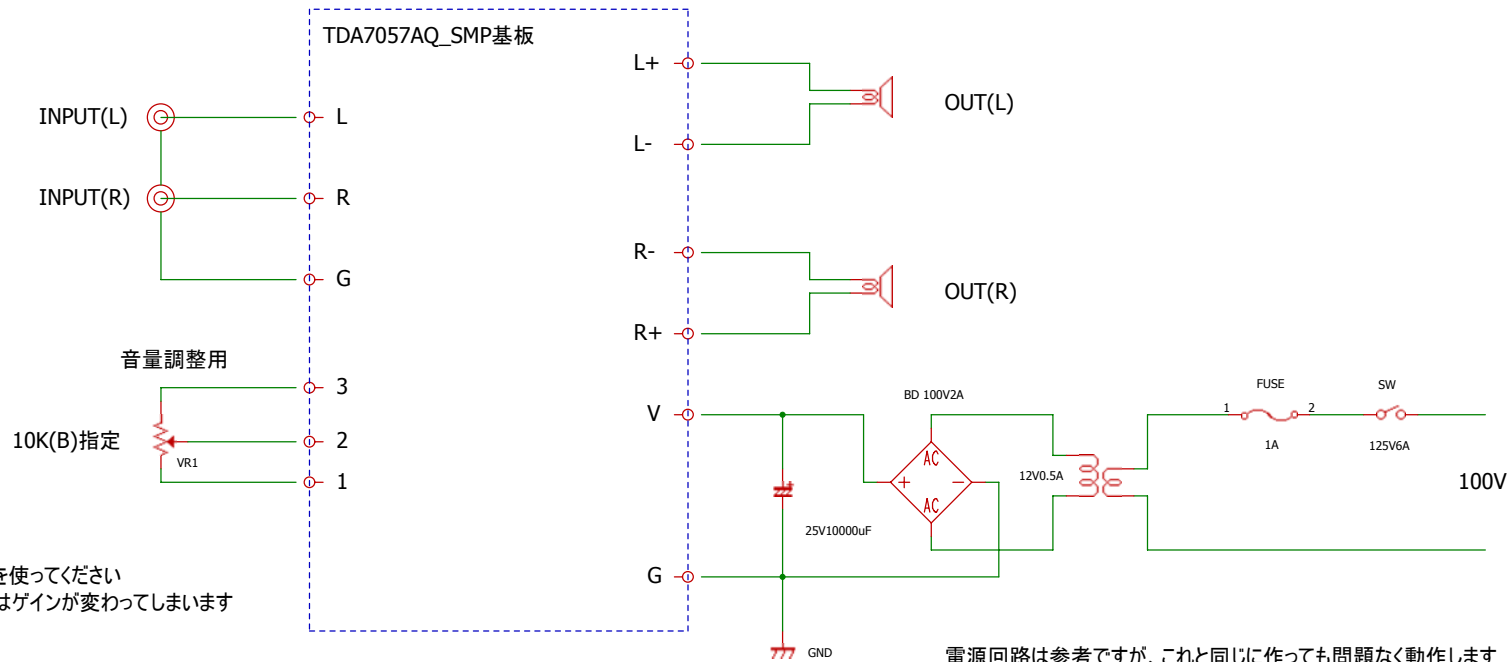 TDA7057AQ_SMP基板
INPUT(L)
INPUT(R)
L
R
G
音量調整用
10K(B)指定
VR1
3
2
1
L+
L-
R-
R+
V
G
OUT(L)
OUT(R)
BD 100V2A
AC
+
-
AC
25V10000uF
12V0.5A
FUSE
1
2
1A
SW
125V6A
100V
GND
を使ってください
はゲインが変わってしまいます
電源回路は参考ですが、これと同じに作っても問題なく動作します